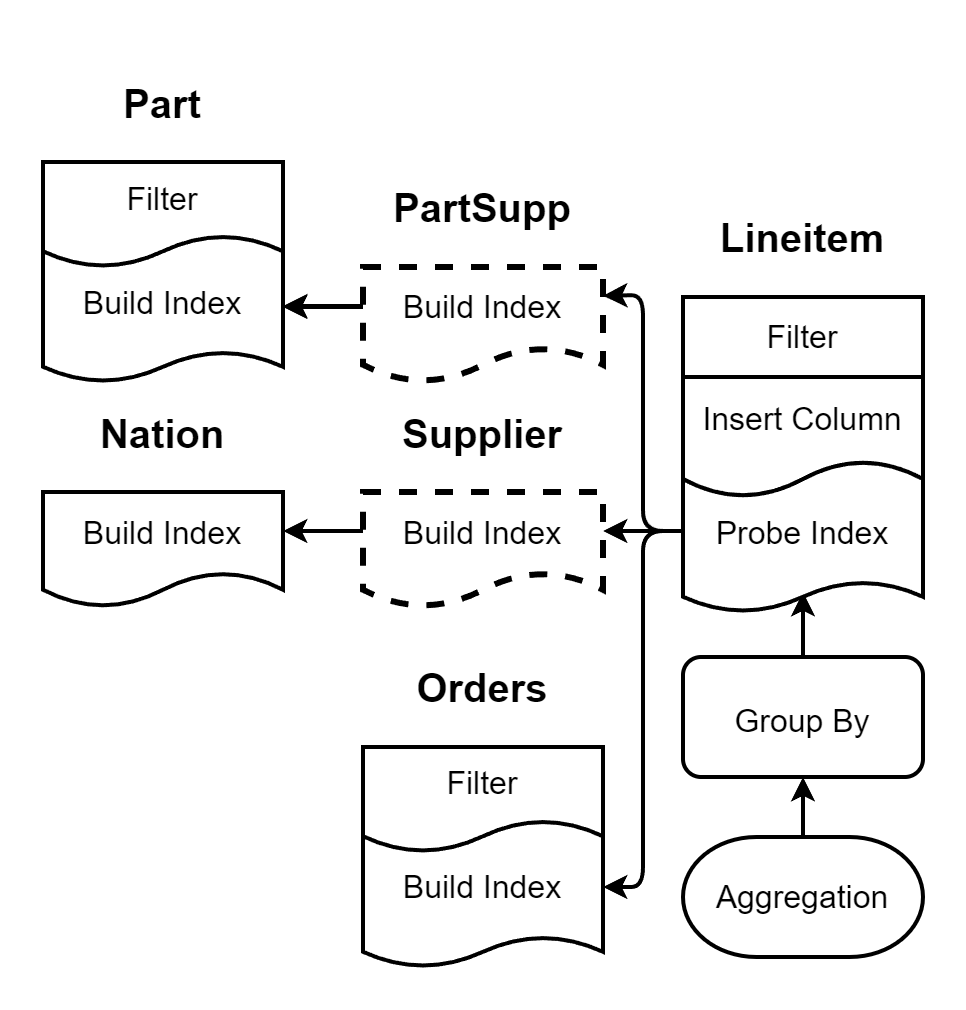 Part
Filter
Build Index
PartSupp
Build Index
Lineitem
Filter
Insert Column
Probe Index
Nation
Build Index
Supplier
Build Index
Orders
Filter
Build Index
Group By
Aggregation